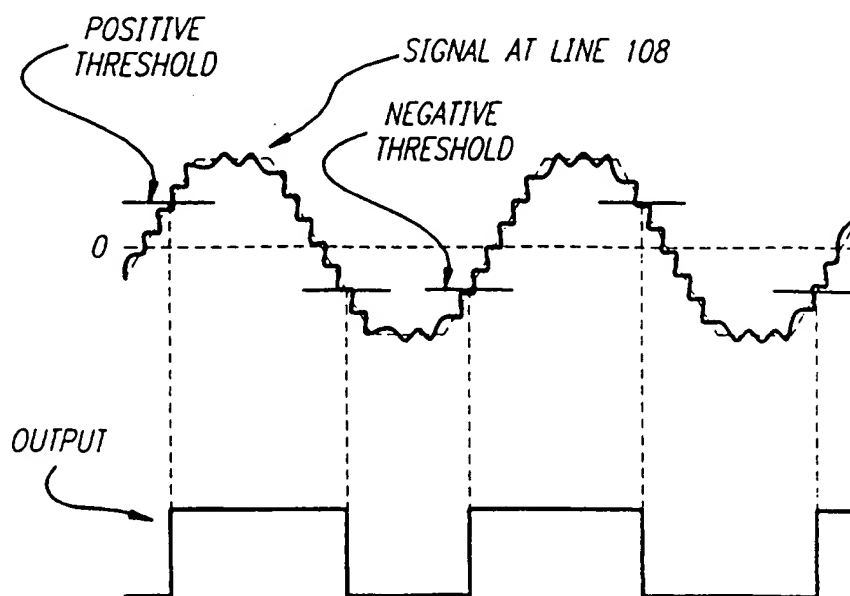 POSITIVE
THRESHOLD
SIGNAL AT LINE 108
NEGATIVE
THRESHOLD
0
OUTPUT